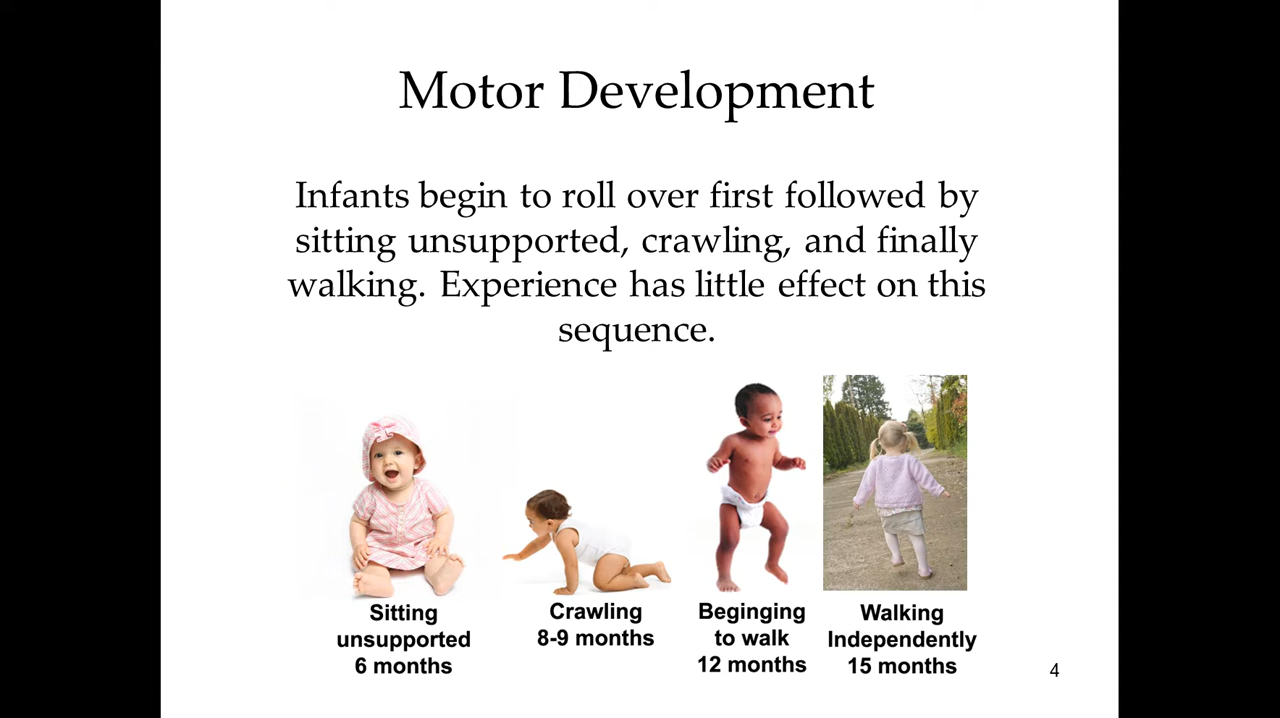 Motor Development
Infants begin to roll over first followed by
sitting unsupported, crawling, and finally
walking. Experience has little effect on this
sequence.
Sitting
unsupported
6 months
Crawling
8-9 months
Beginging
to walk
12 months
Walking
Independently
15 months
4